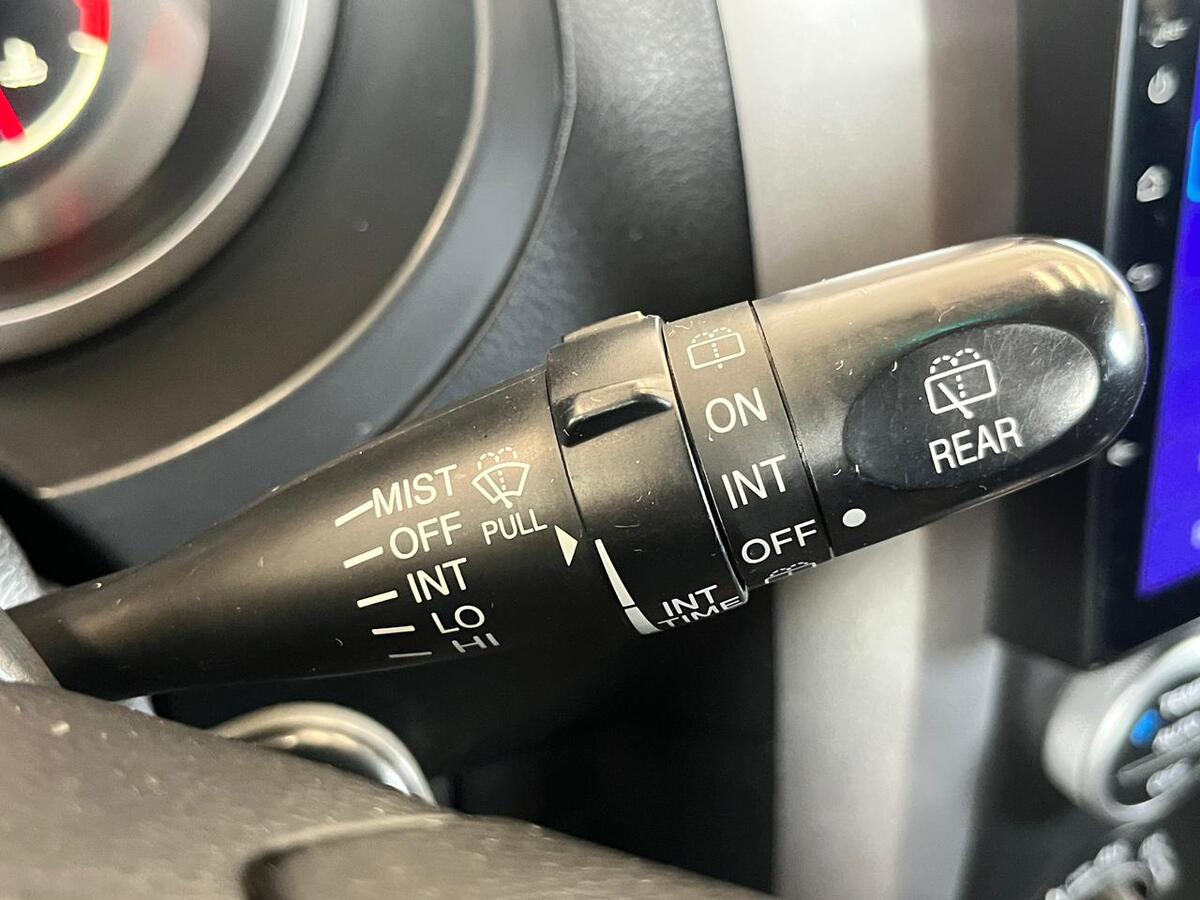 MIST
OFF
PULL
INT
LO
HI
INT
TIME
ON
INT
OFF
REAR